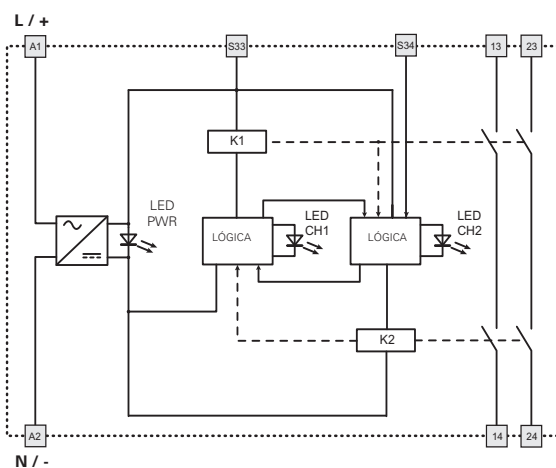 L / +
A1
S33
S34
13
23
K1
LED
PWR
LÓGICA
LED
CH1
LÓGICA
LED
CH2
K2
A2
14
24
N / -